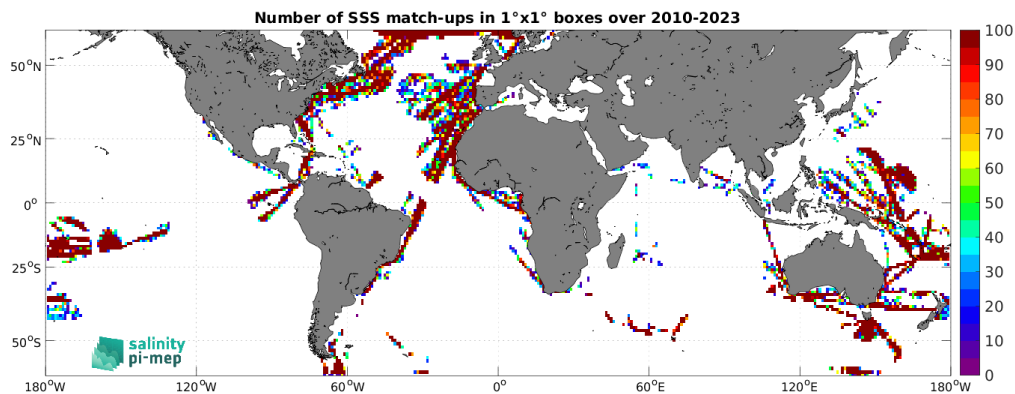 Number of SSS match-ups in 1°x1° boxes over 2010-2023
100
90
80
70
60
50
40
30
20
10
0
50°N
25°N
0°
25°S
50°S
salinity
pi-mep
180°W 120°W 60°W 0° 60°E 120°E 180°W